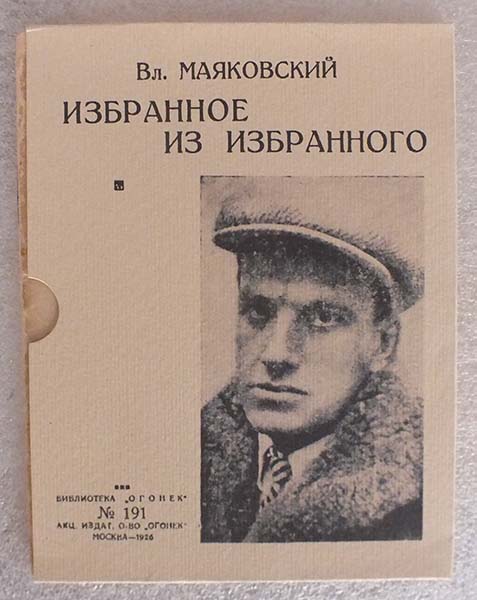 Вл. МАЯКОВСКИЙ
ИЗБРАННОЕ
ИЗ ИЗБРАННОГО
БИБЛИОТЕКА „ОГОНЕК"
№ 191
АКЦ. ИЗДАТ. О-ВО „ОГОНЕК"
МОСКВА—1926